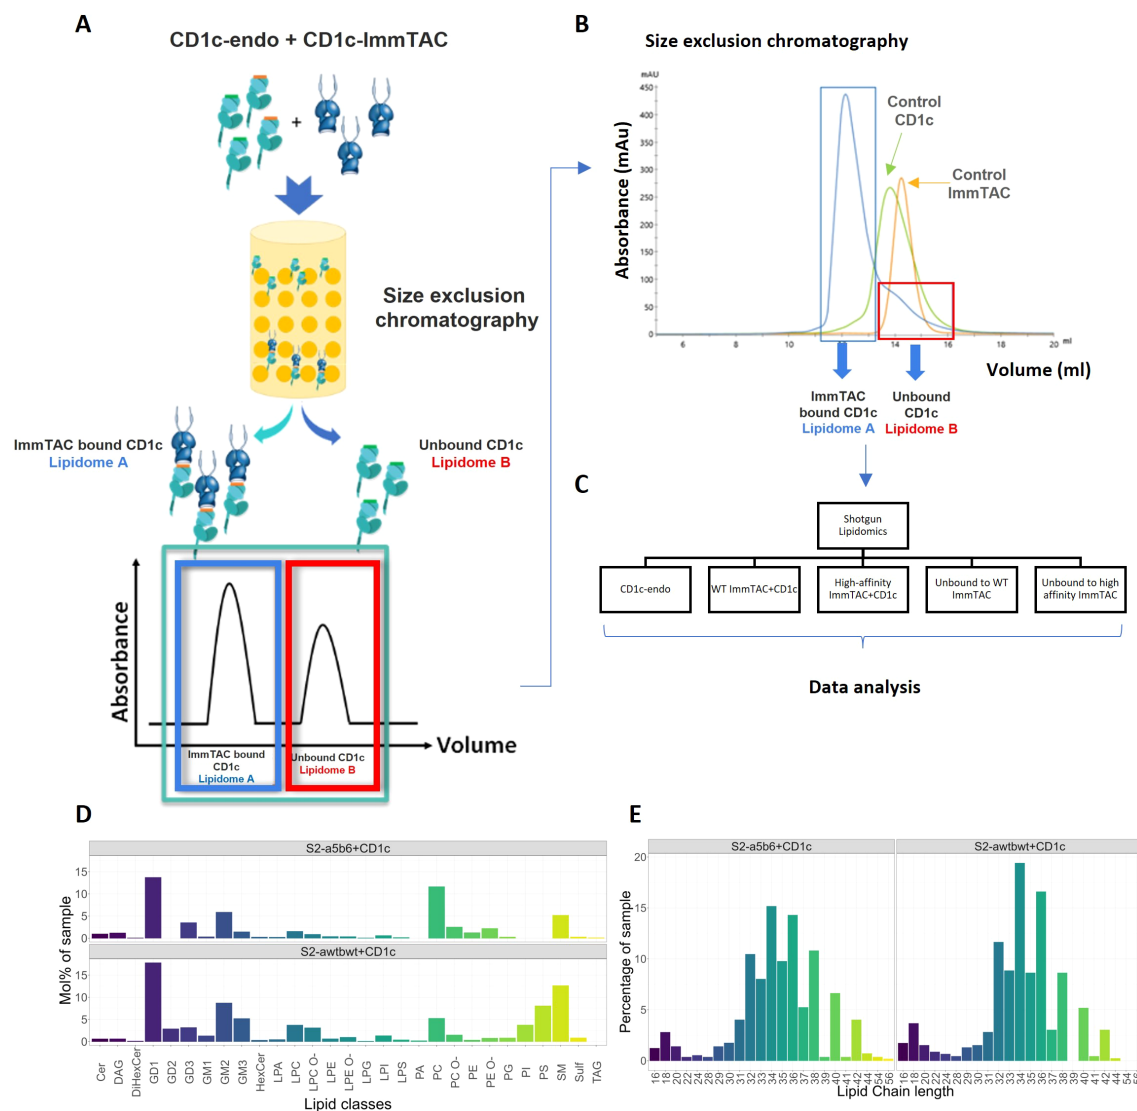 A
CD1c-endo + CD1c-ImmTAC
+
Size exclusion
chromatography
ImmTAC bound CD1c
Lipidome A
Unbound CD1c
Lipidome B
Absorbance
Volume
ImmTAC bound
CD1c
Lipidome A
Unbound CD1c
Lipidome B
B
Size exclusion chromatography
mAU
450
400
350
300
250
200
150
100
50
0
6
8
10
12
14
16
18
20
ml
Absorbance (mAu)
Control
CD1c
Control
ImmTAC
Volume (ml)
ImmTAC
bound CD1c
Lipidome A
Unbound
CD1c
Lipidome B
C
Shotgun
Lipidomics
CD1c-endo
WT ImmTAC+CD1c
High-affinity
ImmTAC+CD1c
Unbound to WT
ImmTAC
Unbound to high
affinity ImmTAC
Data analysis
D
S2-a5b6+CD1c
15
10
5
0
S2-awtbwt+CD1c
15
10
5
0
Mol% of sample
Cer
DAG
DiHexCer
GD1
GD2
GD3
GM1
GM2
GM3
HexCer
LPA
LPC
LPC O-
LPE
LPE O-
LPG
LPI
LPS
PA
PC
PC O-
PE
PE O-
PG
PI
PS
SM
Sulf
TAG
Lipid classes
E
S2-a5b6+CD1c
S2-awtbwt+CD1c
20
15
10
5
0
Percentage of sample
16
18
20
22
24
28
29
30
31
32
33
34
35
36
37
38
39
40
41
42
44
54
56
16
18
20
22
24
28
29
30
31
32
33
34
35
36
37
38
39
40
41
42
44
54
56
Lipid Chain length